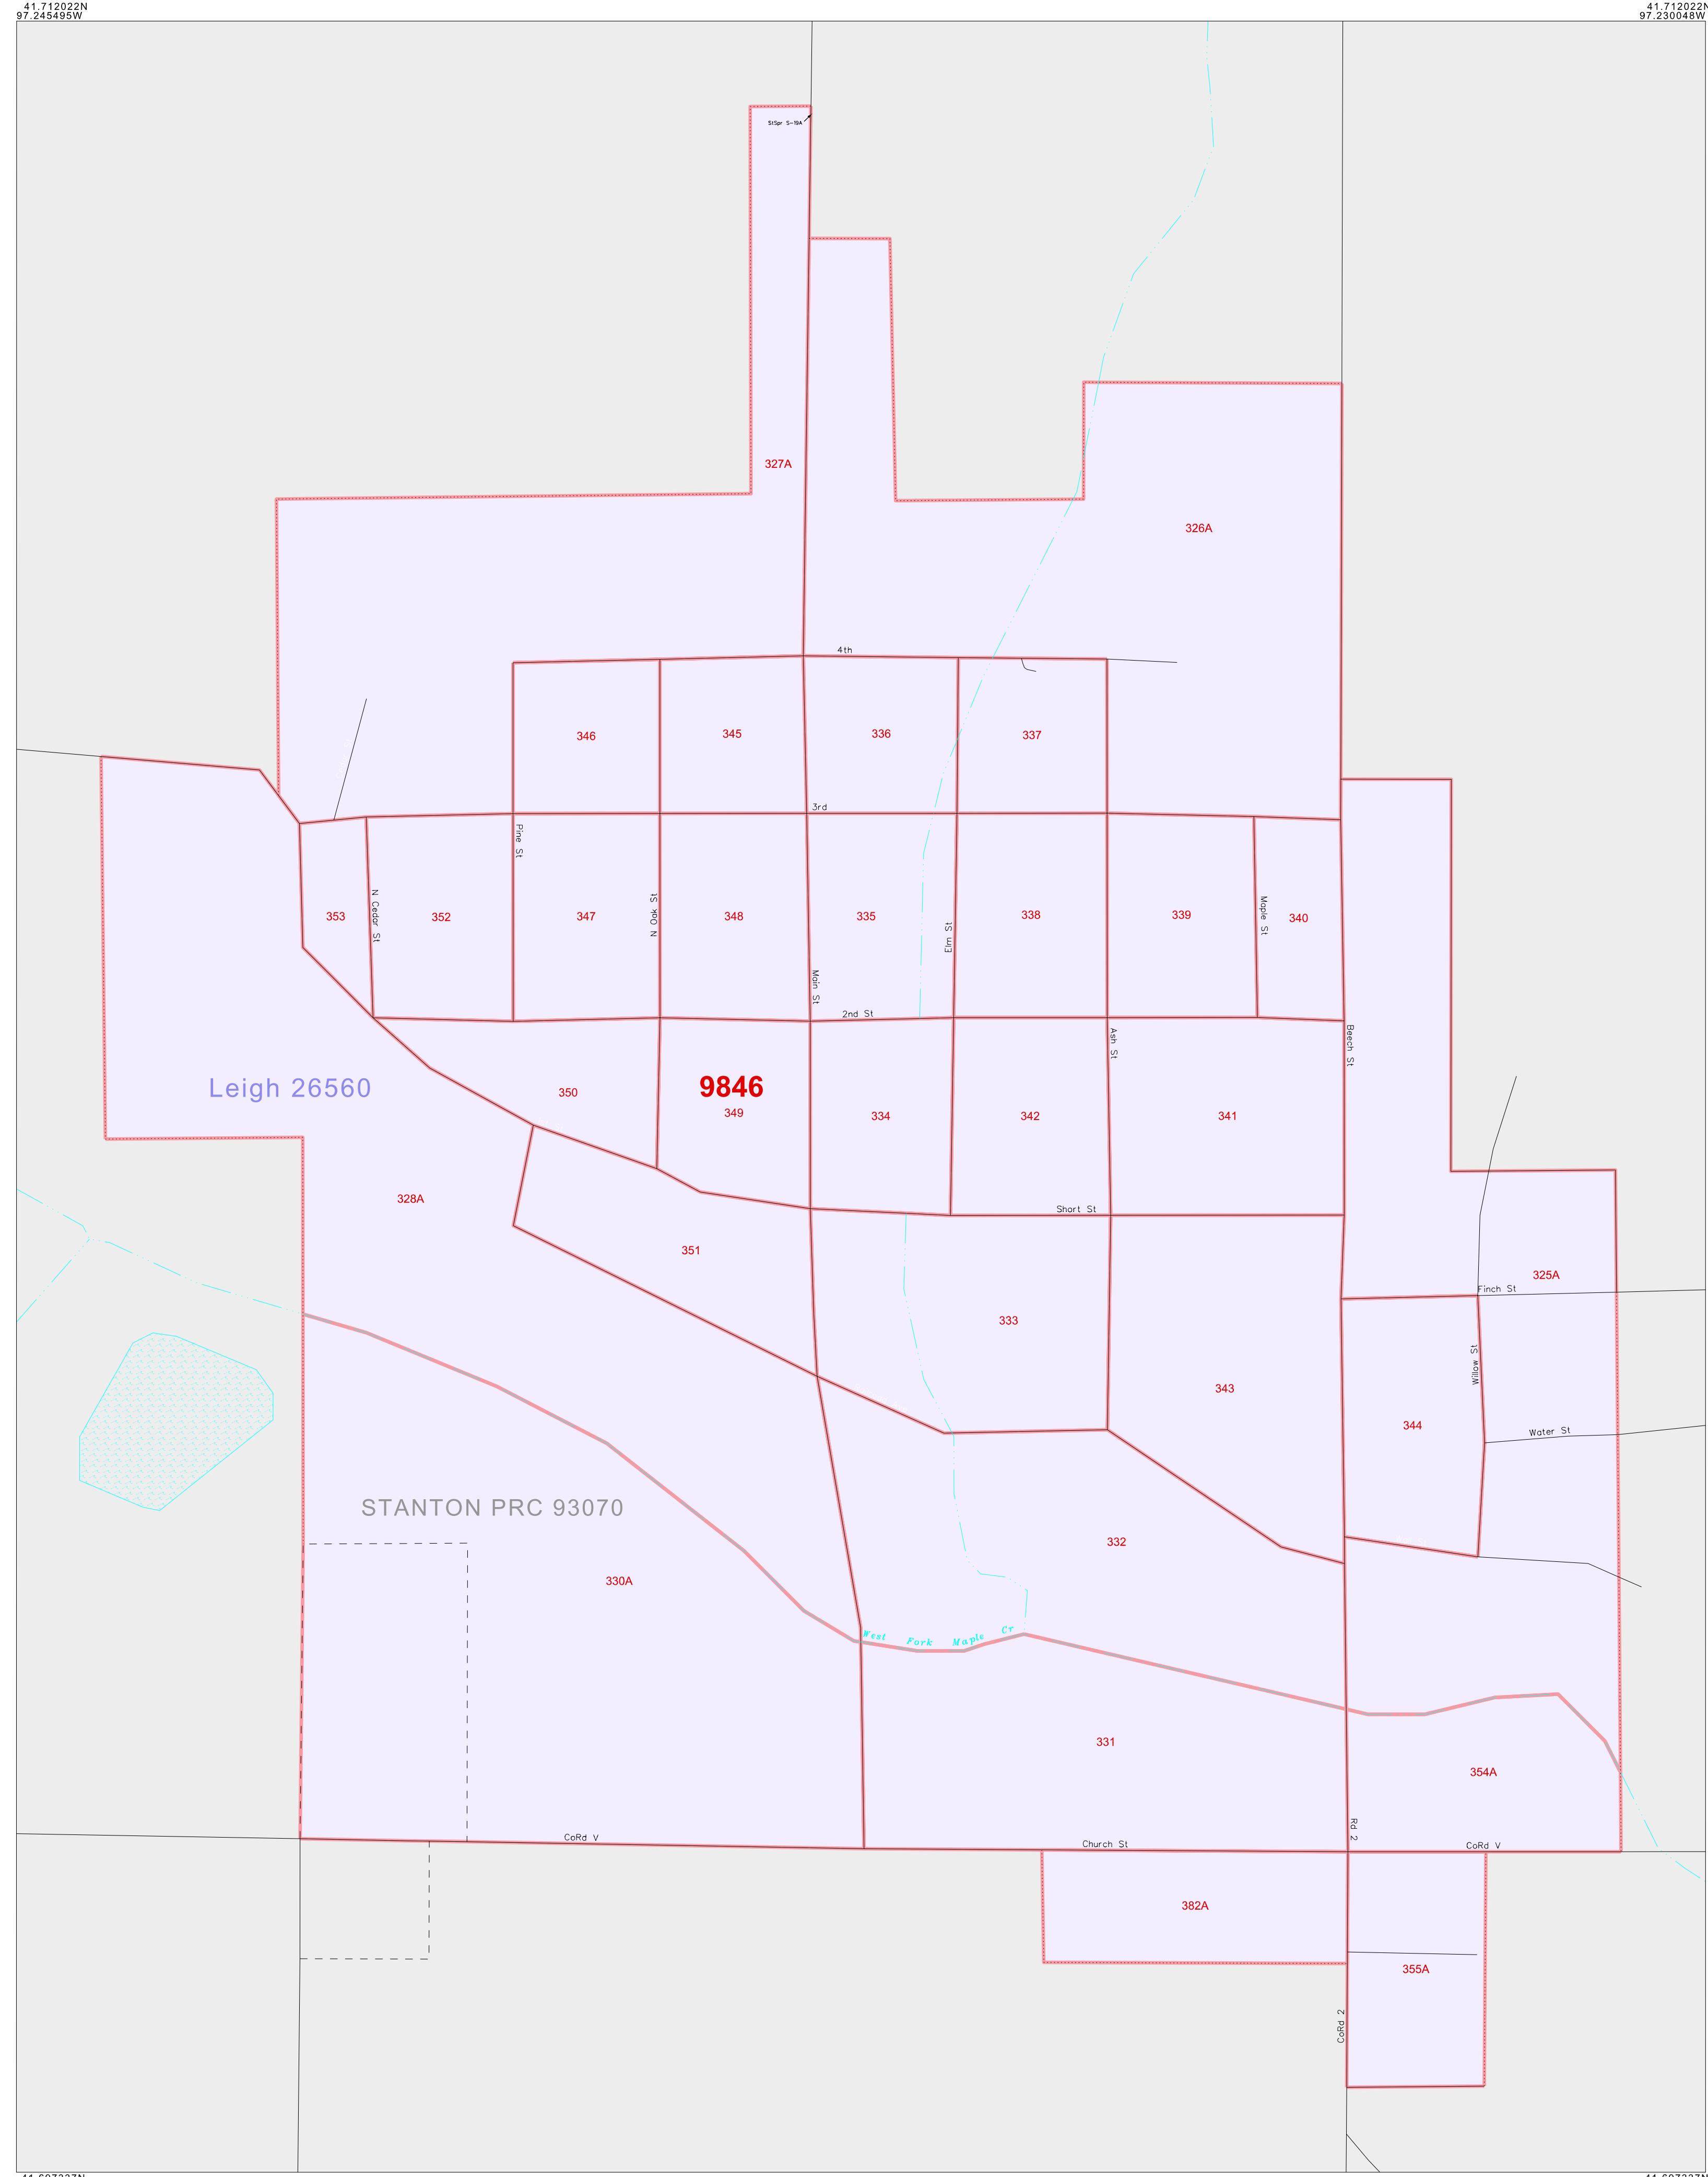 41.712022N
97.245495W
41.712022N
97.230048W
StSpr S-19A
327A
326A
4th
346
345
336
337
3rd
Pine St
N Cedar St
353
352
347
N Oak St
348
335
Elm St
338
339
Maple St
340
Main St
2nd St
Ash St
Beech St
Leigh 26560
9846
350
349
334
342
341
328A
351
Short St
333
325A
Finch St
Willow St
343
344
Water St
STANTON PRC 93070
332
330A
West Fork Maple Cr
331
354A
Rd 2
CoRd V
Church St
CoRd V
382A
355A
CoRd 2